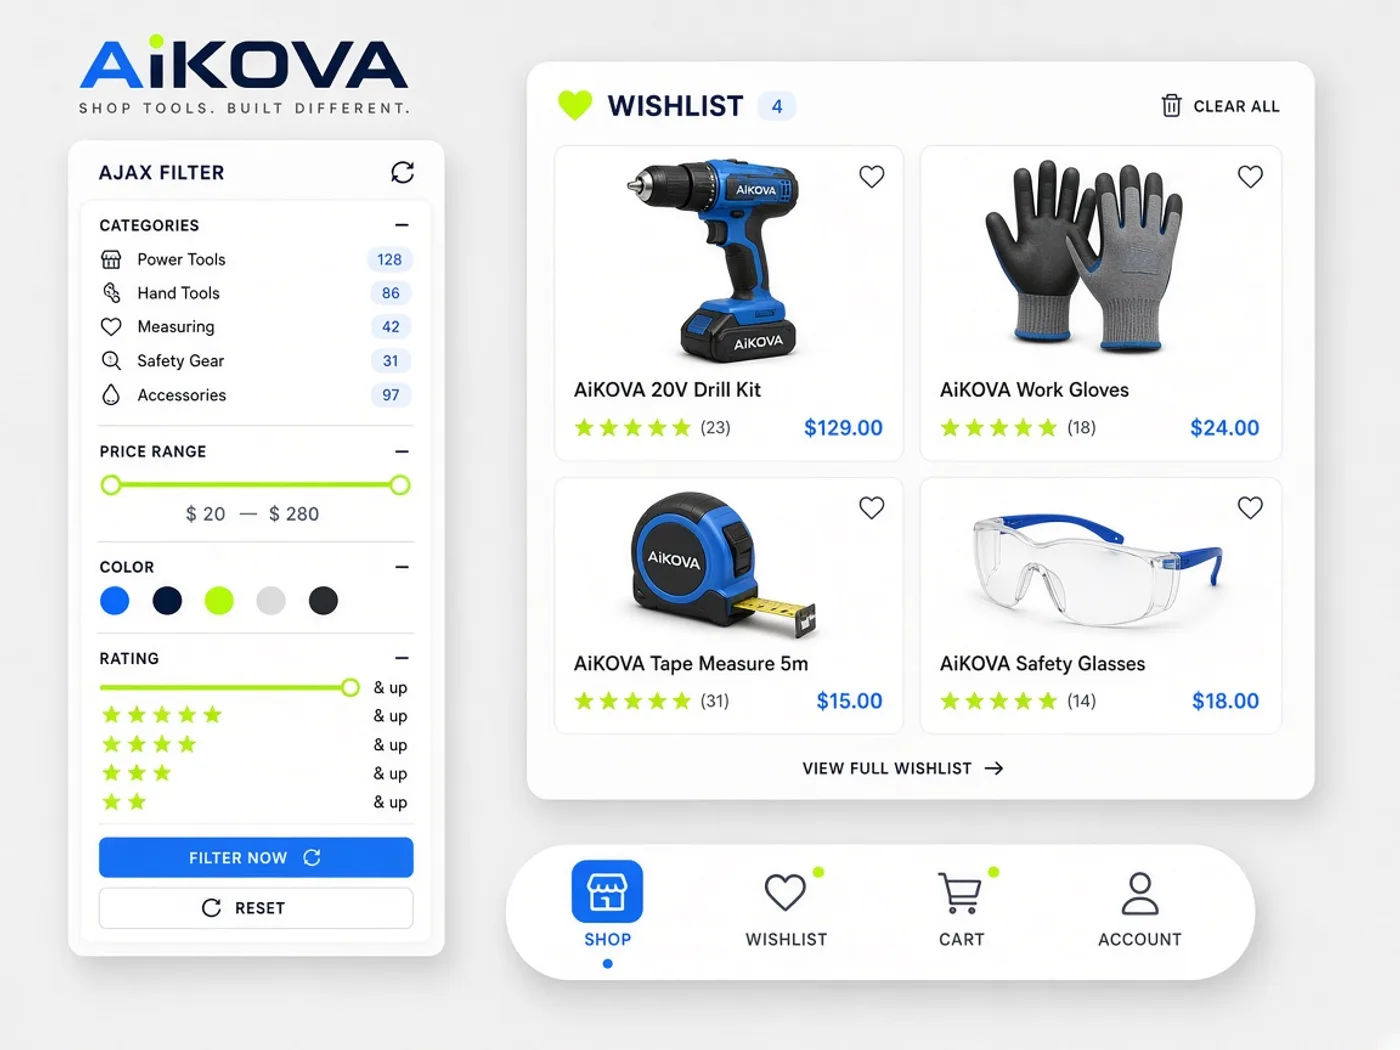 AiKOVA
SHOP TOOLS. BUILT DIFFERENT.
AJAX FILTER
CATEGORIES
Power Tools 128
Hand Tools 86
Measuring 42
Safety Gear 31
Accessories 97
PRICE RANGE
$ 20 — $ 280
COLOR
RATING
& up
& up
& up
& up
& up
FILTER NOW
RESET
WISHLIST 4
CLEAR ALL
AiKOVA
AiKOVA
AiKOVA 20V Drill Kit
(23) $129.00
AiKOVA Work Gloves
(18) $24.00
AiKOVA
AiKOVA Tape Measure 5m
(31) $15.00
AiKOVA Safety Glasses
(14) $18.00
VIEW FULL WISHLIST →
SHOP
WISHLIST
CART
ACCOUNT